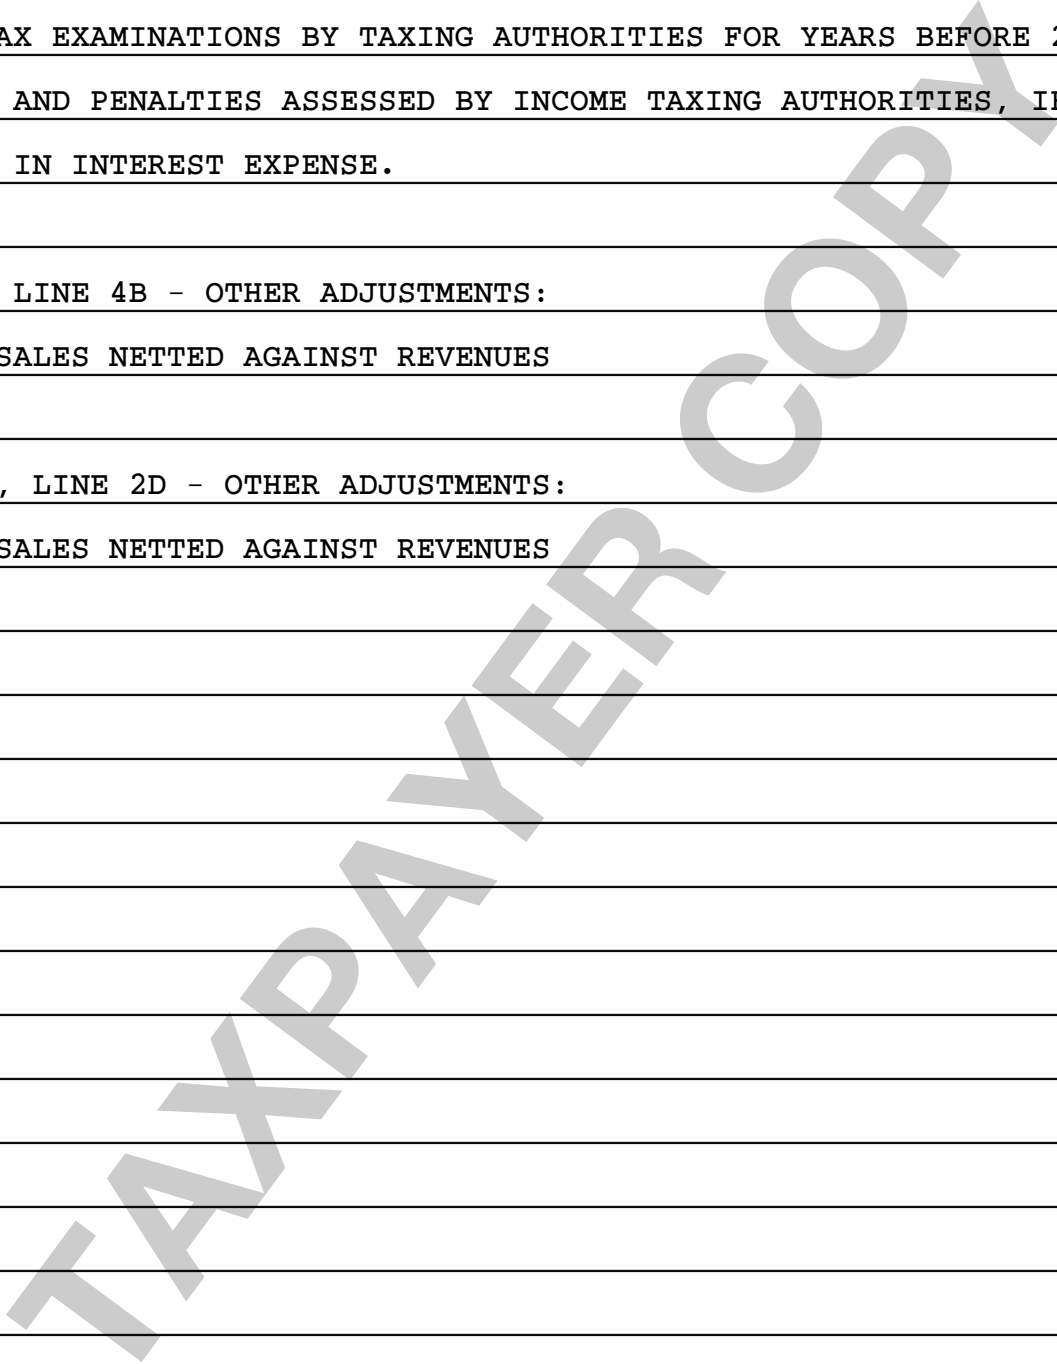 AX EXAMINATIONS BY TAXING AUTHORITIES FOR YEARS BEFORE 2
AND PENALTIES ASSESSED BY INCOME TAXING AUTHORITIES, I
IN INTEREST EXPENSE.
LINE 4B - OTHER ADJUSTMENTS:
SALES NETTED AGAINST REVENUES
, LINE 2D - OTHER ADJUSTMENTS:
SALES NETTED AGAINST REVENUES
TAXPAYER COPY